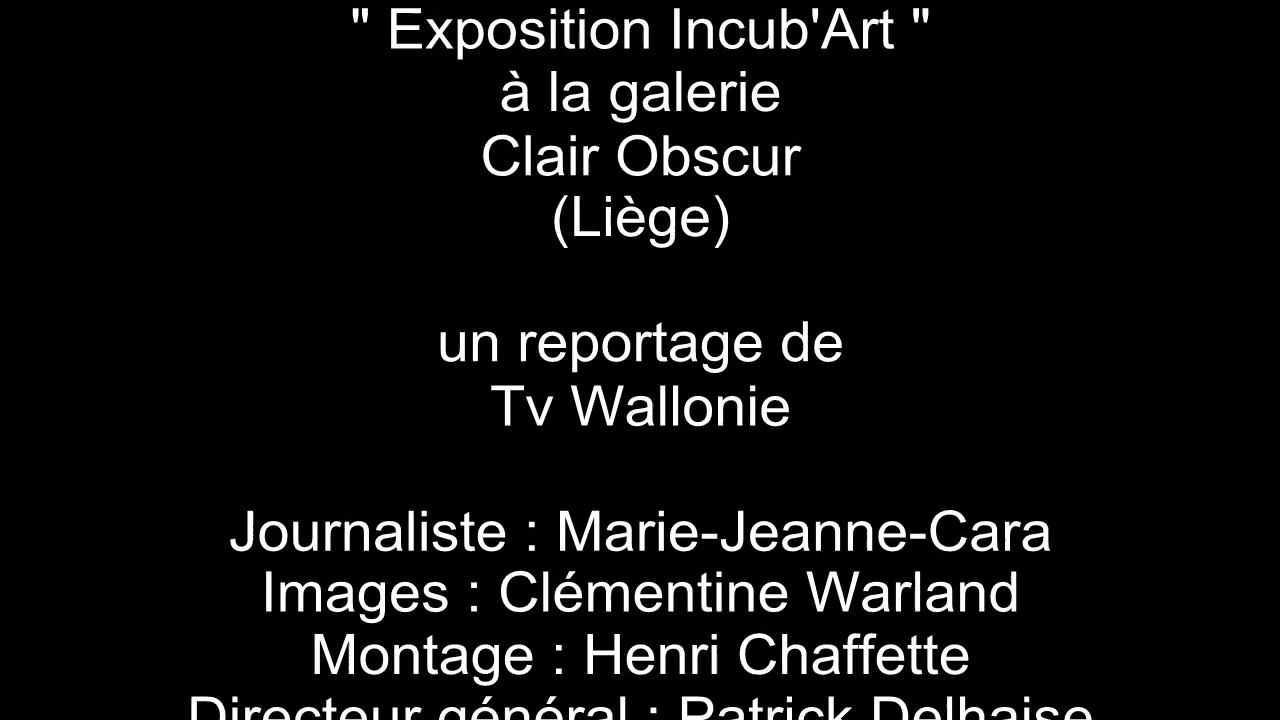 " Exposition Incub'Art "
à la galerie
Clair Obscur
(Liège)
un reportage de
Tv Wallonie
Journaliste : Marie-Jeanne-Cara
Images : Clémentine Warland
Montage : Henri Chaffette
Directeur général : Patrick Delhaise